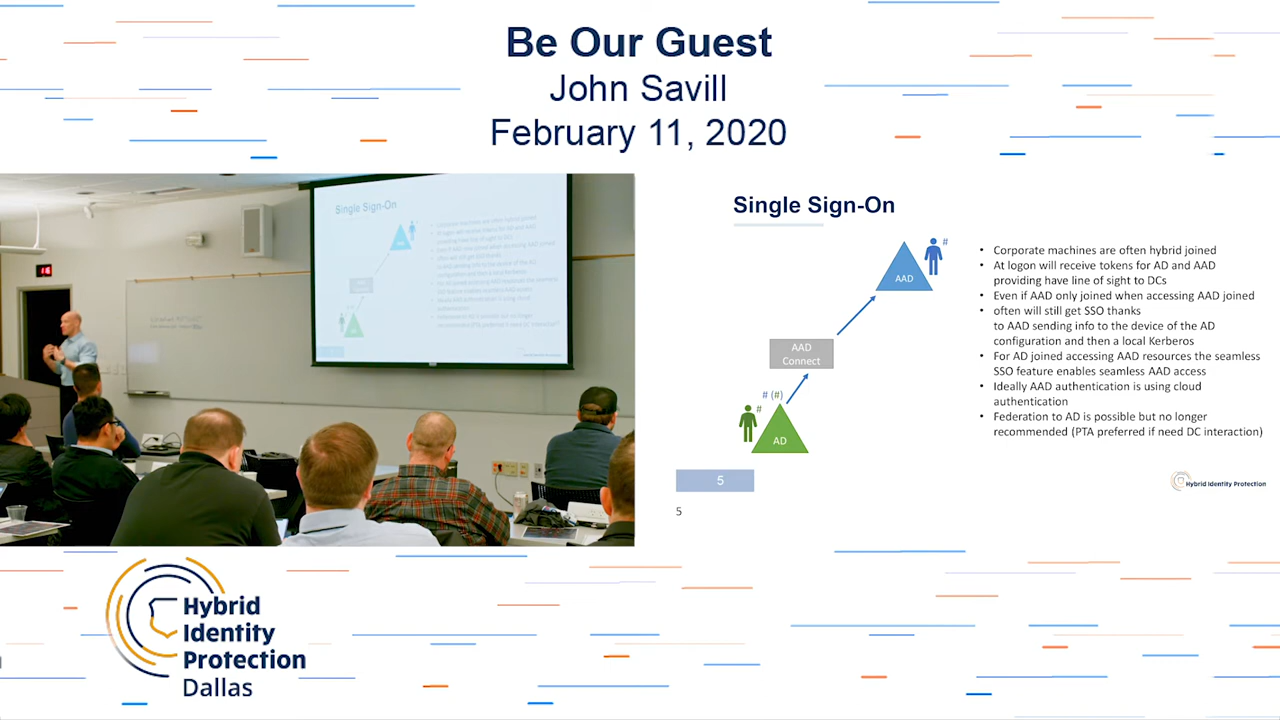 Be Our Guest
John Savill
February 11, 2020
Single Sign-On
Single Sign-On
#
AAD
AAD
Connect
# (#)
#
AD
• Corporate machines are often hybrid joined
• At logon will receive tokens for AD and AAD
providing have line of sight to DCs
• Even if AAD only joined when accessing AAD joined
• often will still get SSO thanks
to AAD sending info to the device of the AD
configuration and then a local Kerberos
• For AD joined accessing AAD resources the seamless
SSO feature enables seamless AAD access
• Ideally AAD authentication is using cloud
authentication
• Federation to AD is possible but no longer
recommended (PTA preferred if need DC interaction)
5
Hybrid Identity Protection
5
Hybrid
Identity
Protection
Dallas